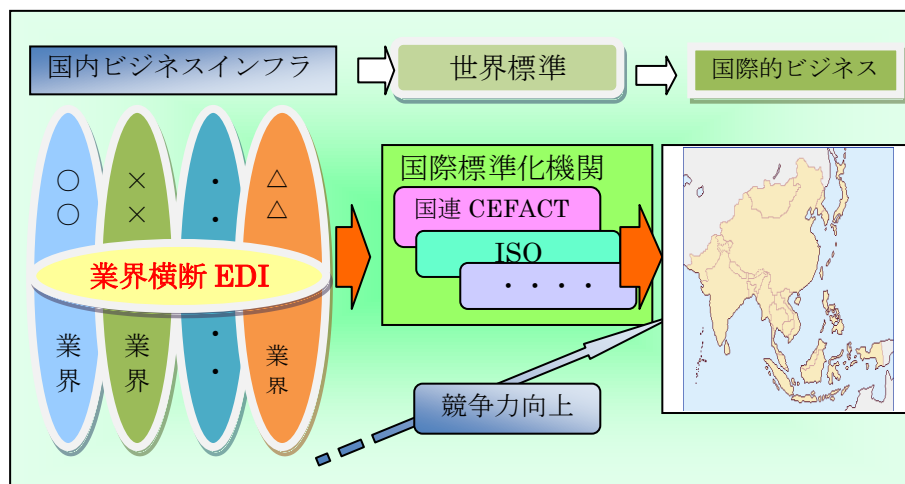 国内ビジネスインフラ
世界標準
国際的ビジネス
○○業界
××業界
・・・・
△△業界
業界横断 EDI
国際標準化機関
国連 CEFACT
ISO
・・・・
競争力向上